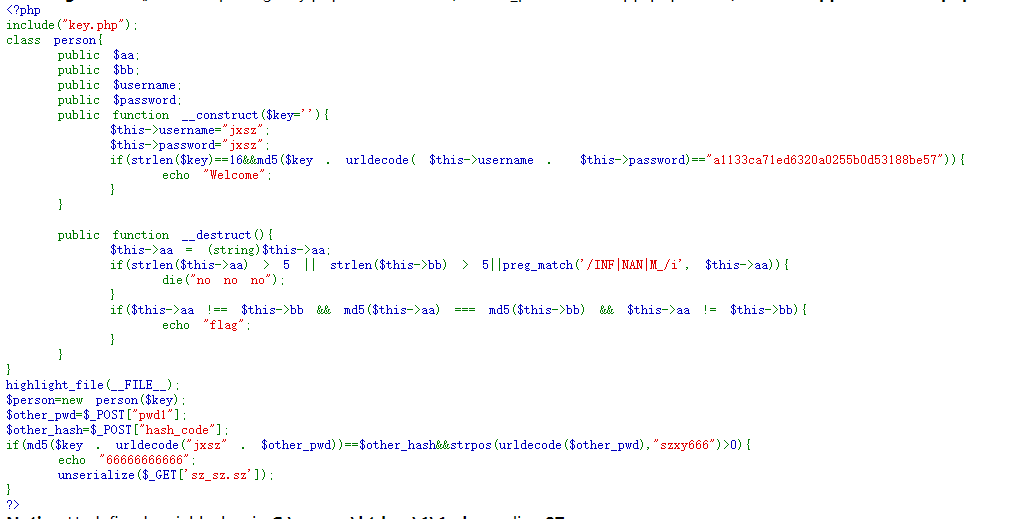 <?php
include("key.php");
class person{
public $aa;
public $bb;
public $username;
public $password;
public function __construct($key=''){
$this->username="jxsz";
$this->password="jxsz";
if(strlen($key)==16&&md5($key . urldecode( $this->username . $this->password)=="a1133ca71ed6320a0255b0d53188be57")){
echo "Welcome";
}
}
public function __destruct(){
$this->aa = (string)$this->aa;
if(strlen($this->aa) > 5 || strlen($this->bb) > 5||preg_match('/INF|NAN|M_/i', $this->aa)){
die("no no no");
}
if($this->aa !== $this->bb && md5($this->aa) === md5($this->bb) && $this->aa != $this->bb){
echo "flag";
}
}
}
highlight_file(__FILE__);
$person=new person($key);
$other_pwd=$_POST["pwd1"];
$other_hash=$_POST["hash_code"];
if(md5($key . urldecode("jxsz" . $other_pwd))==$other_hash&&strpos(urldecode($other_pwd),"szxy666")>0){
echo "66666666666";
unserialize($_GET['sz_sz.sz']);
}
?>